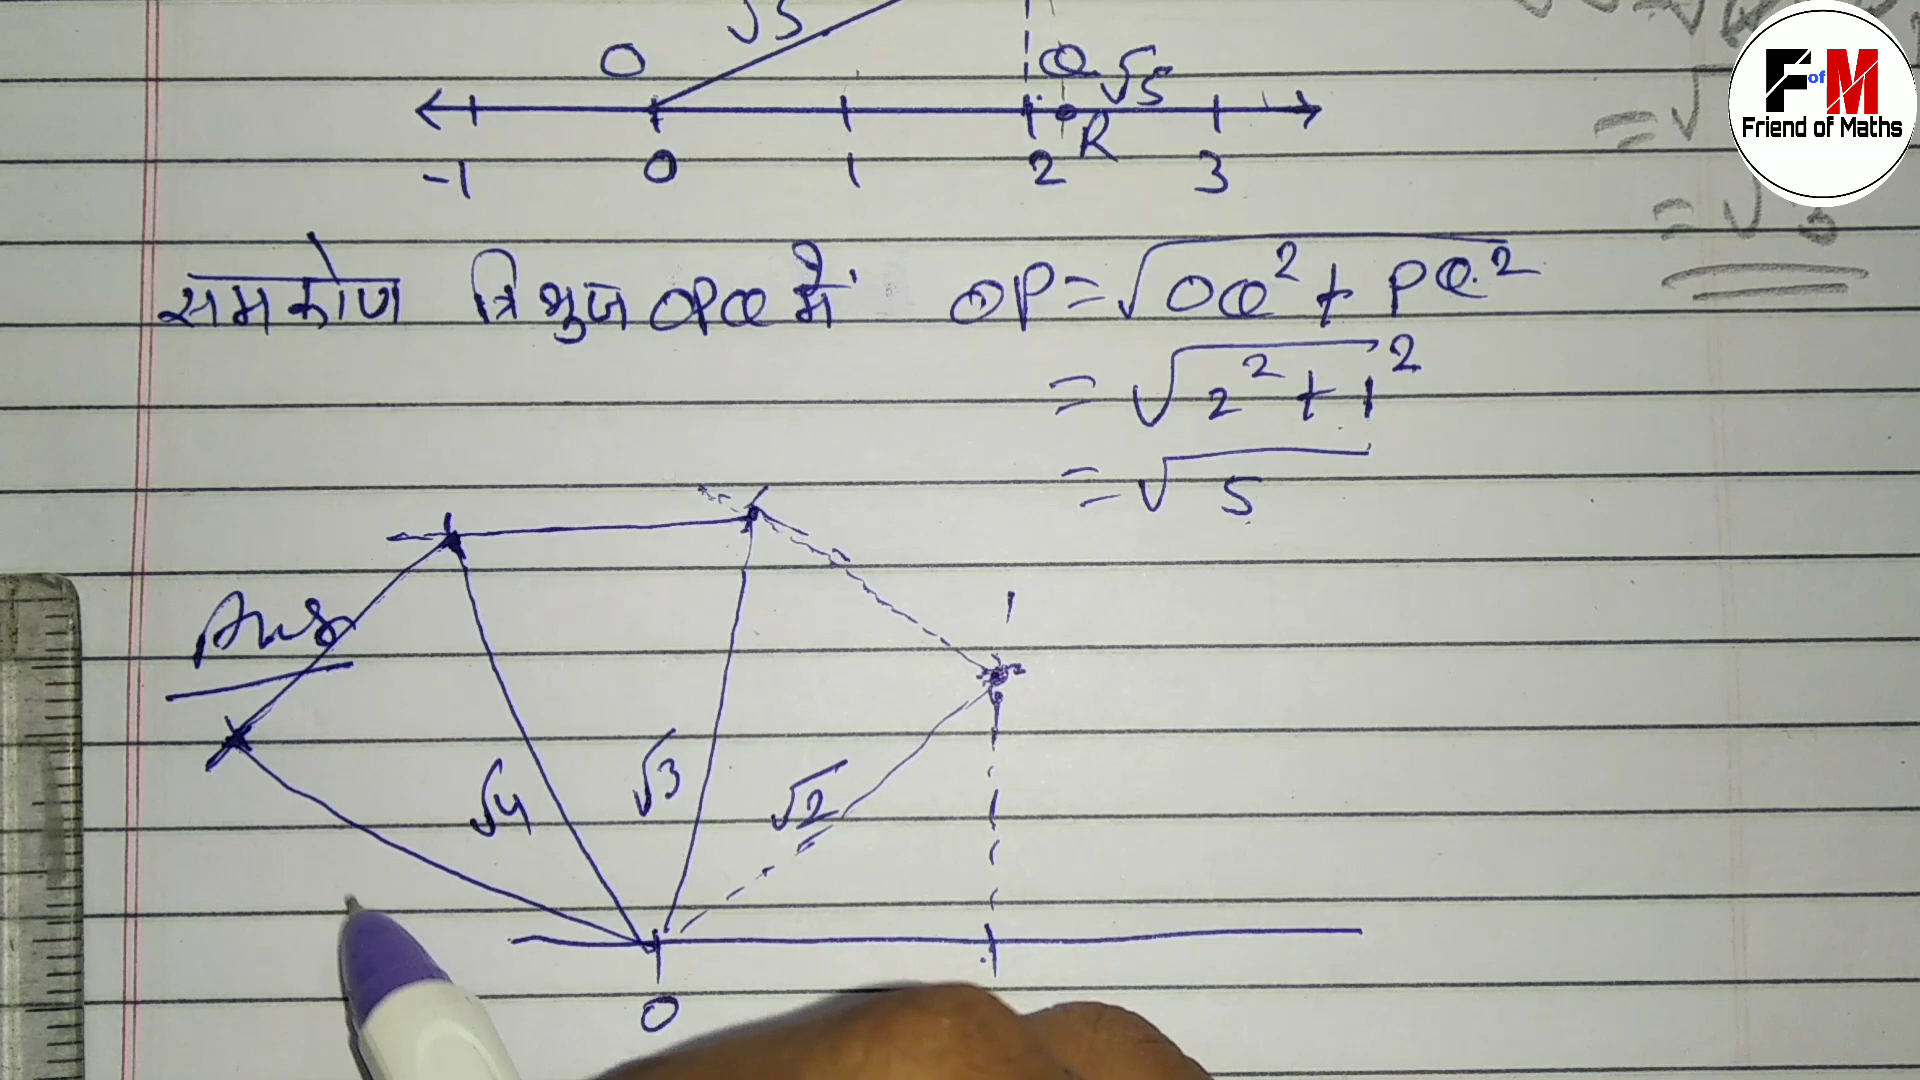 √5
O Q √5
R
-1 0 1 2 3
समकोण त्रिभुज OPQ में OP = √OQ² + PQ²
= √2² + 1²
= √5
Ans
√4 √3 √2
1
0
= √
= √
F of M
Friend of Maths